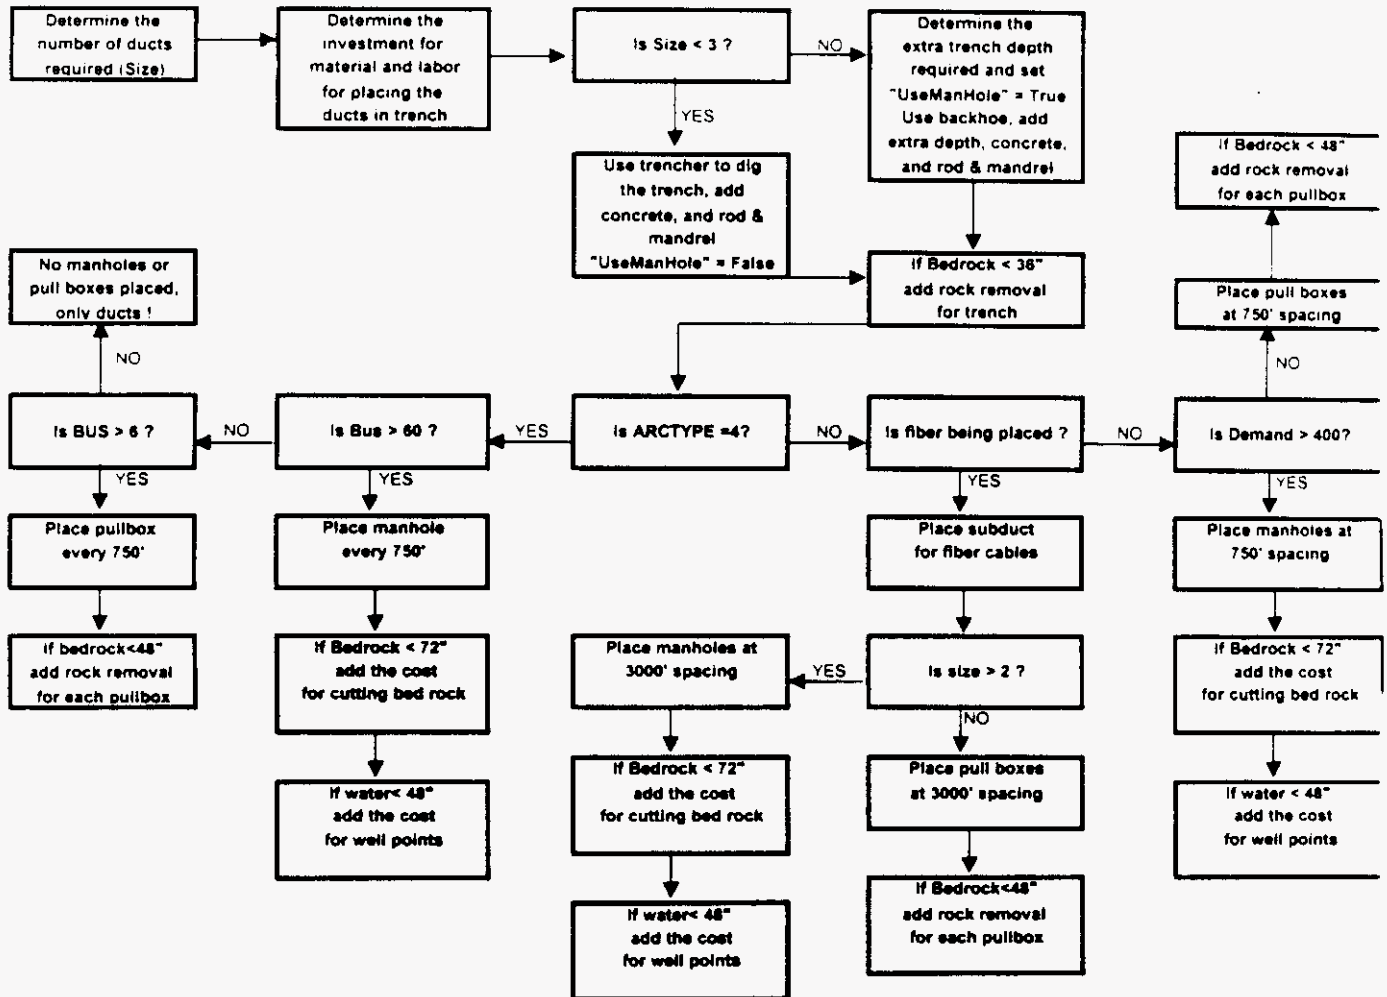 Determine the
number of ducts
required (Size)
Determine the
investment for
material and labor
for placing the
ducts in trench
Is Size < 3 ?
NO
YES
Determine the
extra trench depth
required and set
"UseManHole" = True
Use backhoe, add
extra depth, concrete,
and rod & mandrel
Use trencher to dig
the trench, add
concrete, and rod &
mandrel
"UseManHole" = False
If Bedrock < 36"
add rock removal
for trench
If Bedrock < 48"
add rock removal
for each pullbox
Place pull boxes
at 750' spacing
NO
No manholes or
pull boxes placed,
only ducts !
NO
Is BUS > 6 ?
NO
Is Bus > 60 ?
YES
Is ARCTYPE =4?
NO
Is fiber being placed ?
NO
Is Demand > 400?
YES
YES
YES
YES
Place pullbox
every 750'
Place manhole
every 750'
Place subduct
for fiber cables
Place manholes at
750' spacing
If bedrock<48"
add rock removal
for each pullbox
If Bedrock < 72"
add the cost
for cutting bed rock
Place manholes at
3000' spacing
YES
Is size > 2 ?
NO
If Bedrock < 72"
add the cost
for cutting bed rock
If water< 48"
add the cost
for well points
If Bedrock < 72"
add the cost
for cutting bed rock
Place pull boxes
at 3000' spacing
If water < 48"
add the cost
for well points
If water< 48"
add the cost
for well points
If Bedrock<48"
add rock removal
for each pullbox